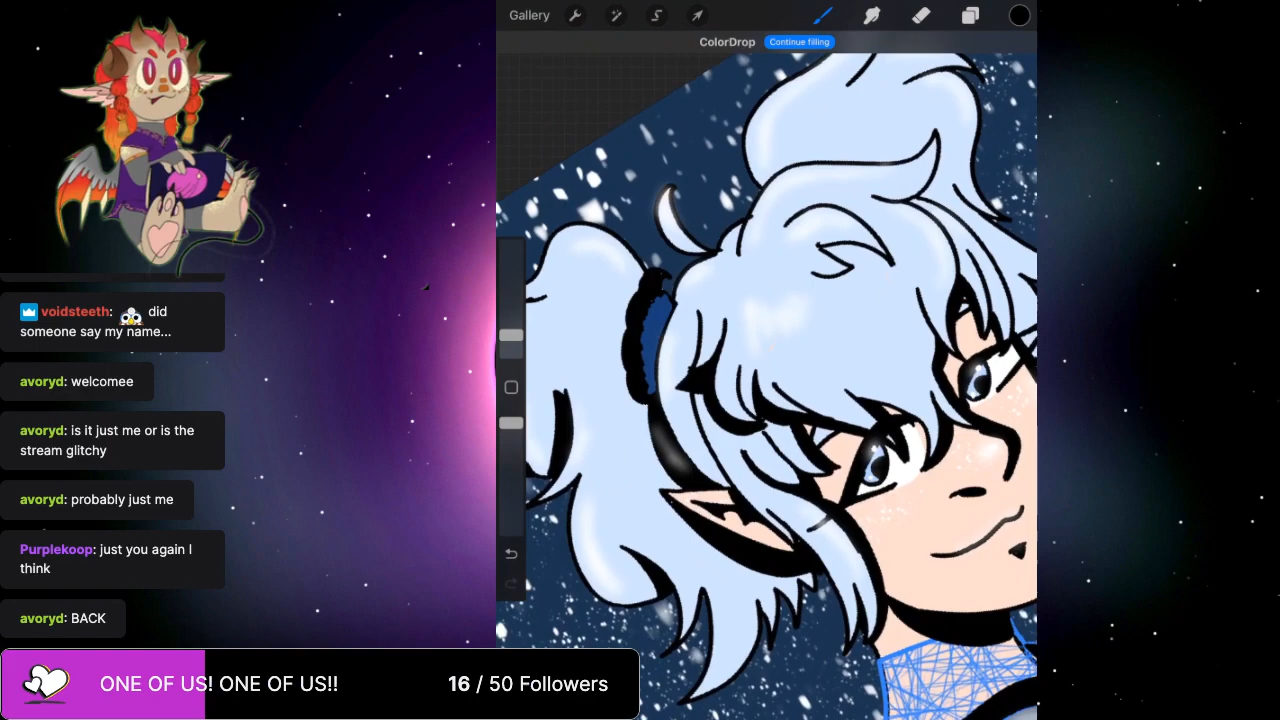 Gallery
ColorDrop Continue filling
voidsteeth: did
someone say my name...
avoryd: welcomee
avoryd: is it just me or is the
stream glitchy
avoryd: probably just me
Purplekoop: just you again I
think
avoryd: BACK
ONE OF US! ONE OF US!! 16 / 50 Followers